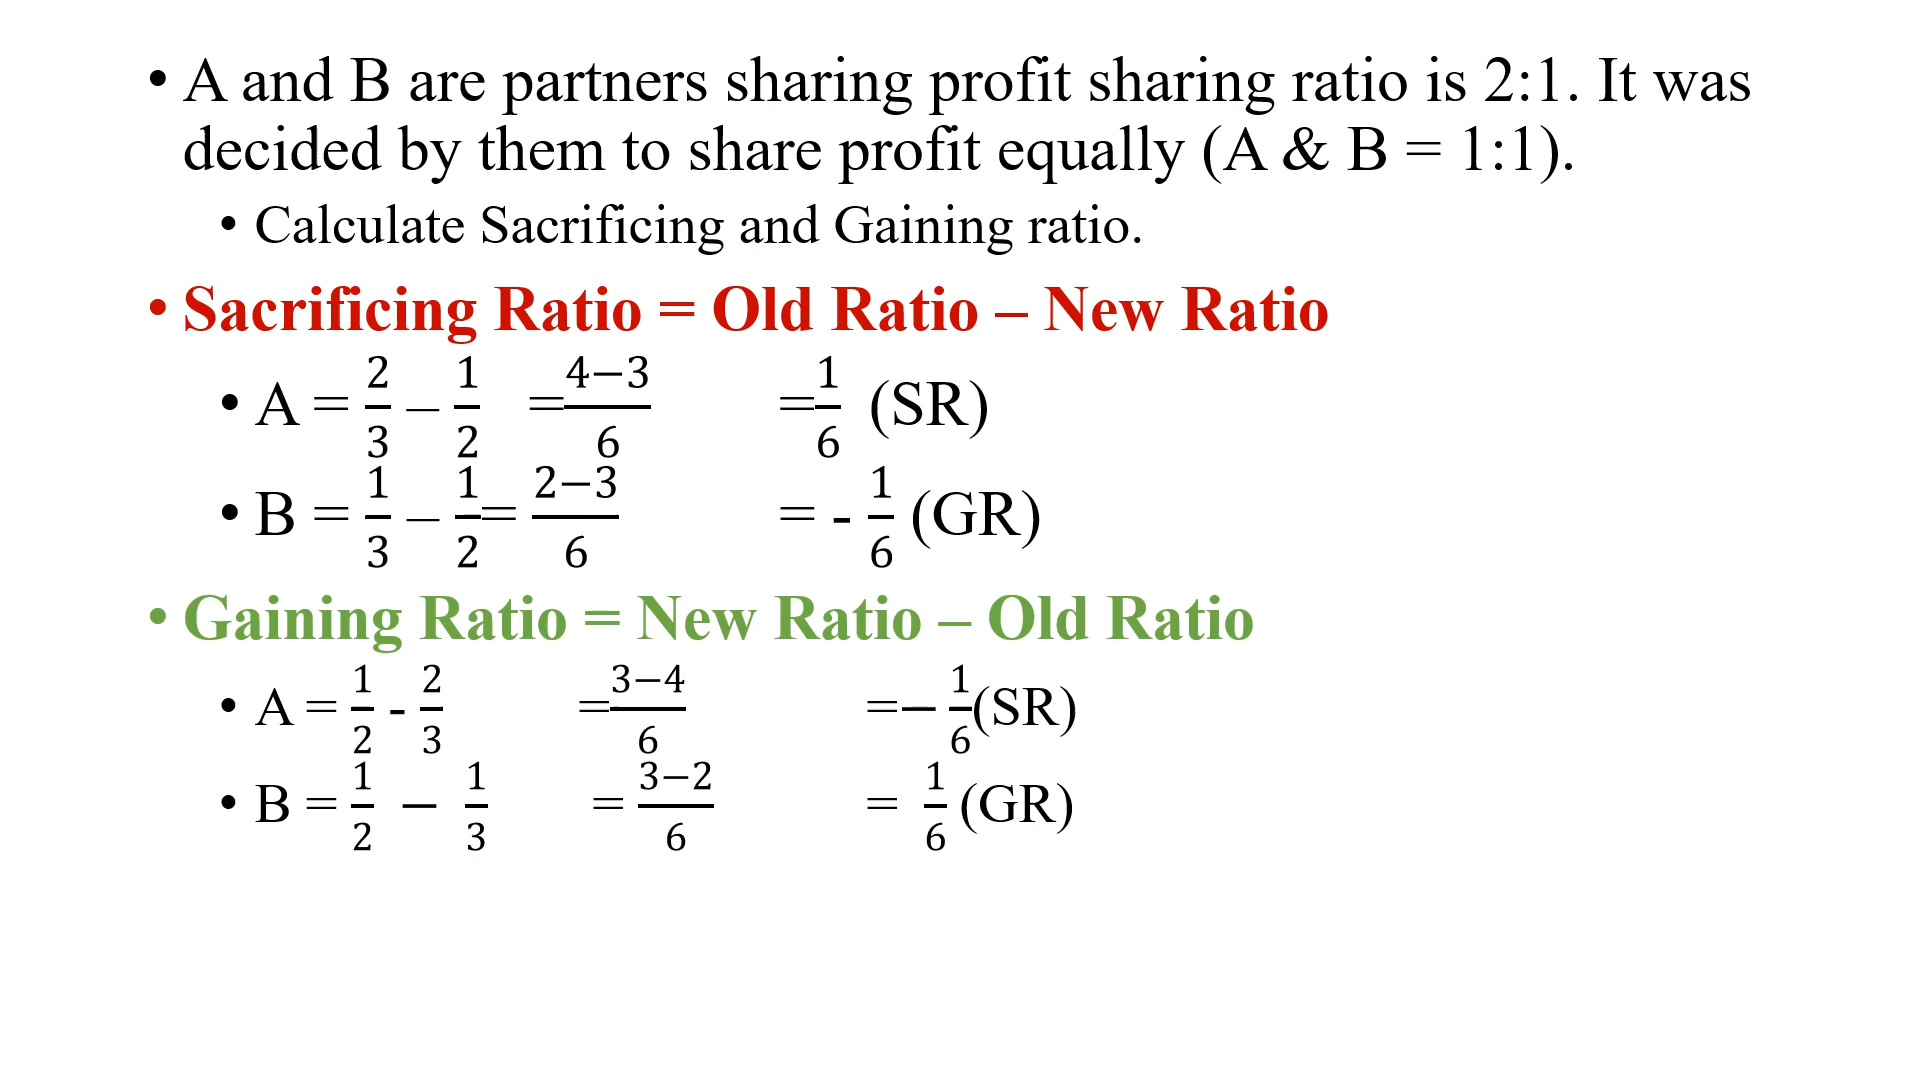 • A and B are partners sharing profit sharing ratio is 2:1. It was
decided by them to share profit equally (A & B = 1:1).
• Calculate Sacrificing and Gaining ratio.
• Sacrificing Ratio = Old Ratio – New Ratio
• A = 2/3 – 1/2 = 4−3/6 = 1/6 (SR)
• B = 1/3 – 1/2 = 2−3/6 = - 1/6 (GR)
• Gaining Ratio = New Ratio – Old Ratio
• A = 1/2 - 2/3 = 3−4/6 = − 1/6 (SR)
• B = 1/2 − 1/3 = 3−2/6 = 1/6 (GR)